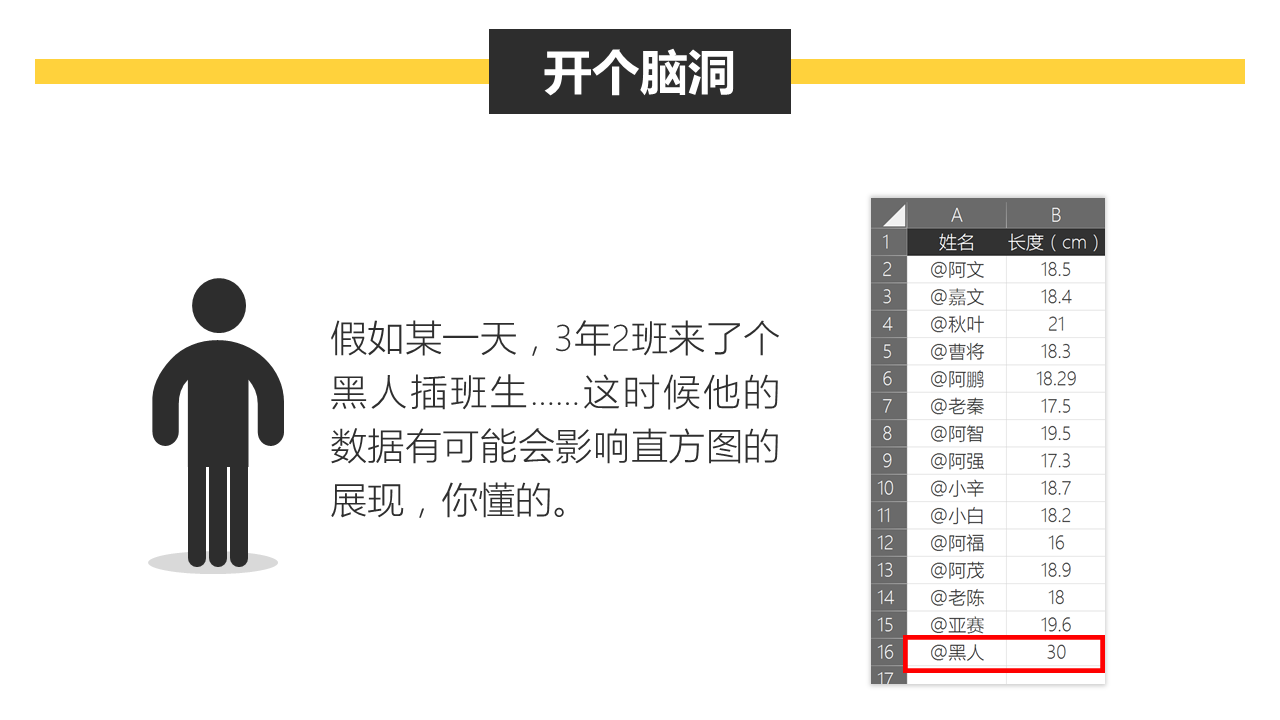 开个脑洞
假如某一天，3年2班来了个
黑人插班生......这时候他的
数据有可能会影响直方图的
展现，你懂的。
A B
1 姓名 长度（cm）
2 @阿文 18.5
3 @嘉文 18.4
4 @秋叶 21
5 @曹将 18.3
6 @阿鹏 18.29
7 @老秦 17.5
8 @阿智 19.5
9 @阿强 17.3
10 @小辛 18.7
11 @小白 18.2
12 @阿福 16
13 @阿茂 18.9
14 @老陈 18
15 @亚赛 19.6
16 @黑人 30
17